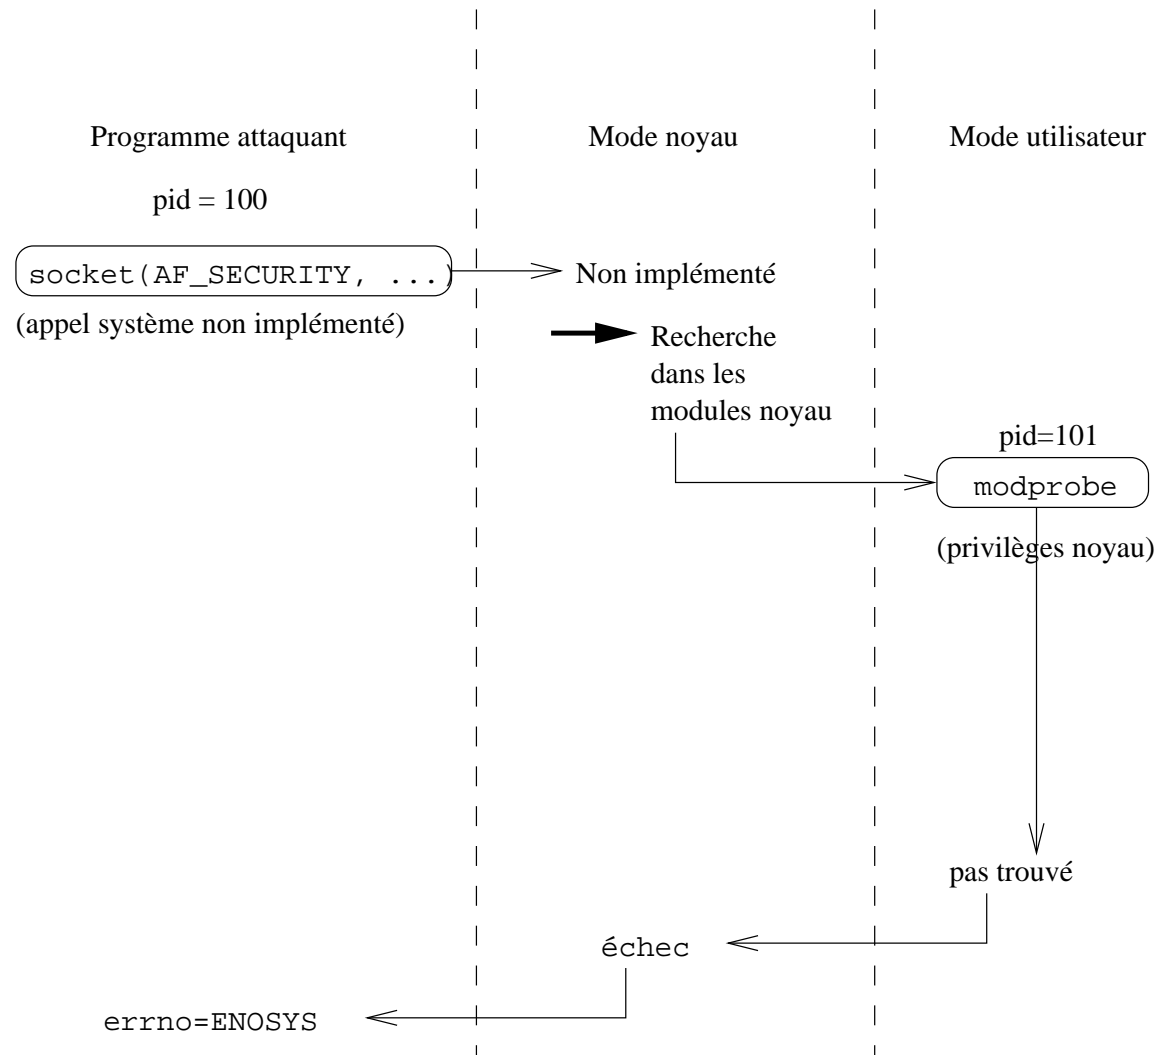 Programme attaquant
Mode noyau
Mode utilisateur
pid = 100
socket(AF_SECURITY, ...)
Non implémenté
(appel système non implémenté)
Recherche
dans les
modules noyau
pid=101
modprobe
(privilèges noyau)
pas trouvé
échec
errno=ENOSYS